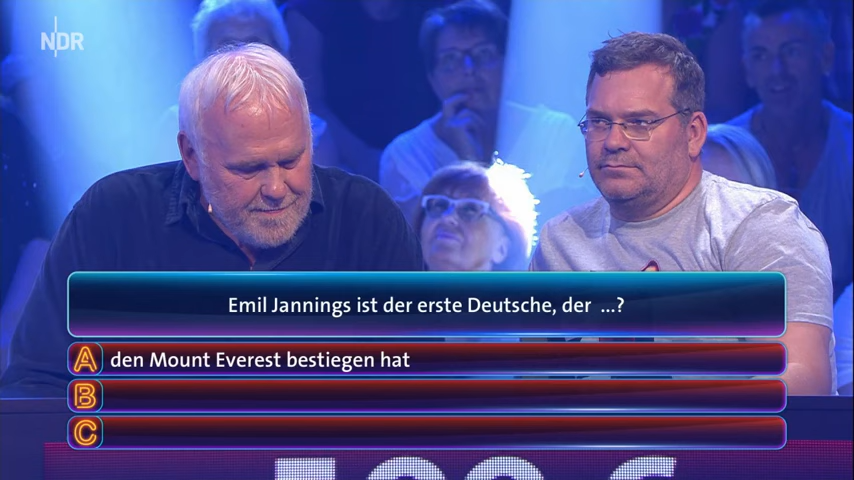 NDR
Emil Jannings ist der erste Deutsche, der ...?
A den Mount Everest bestiegen hat
B
C